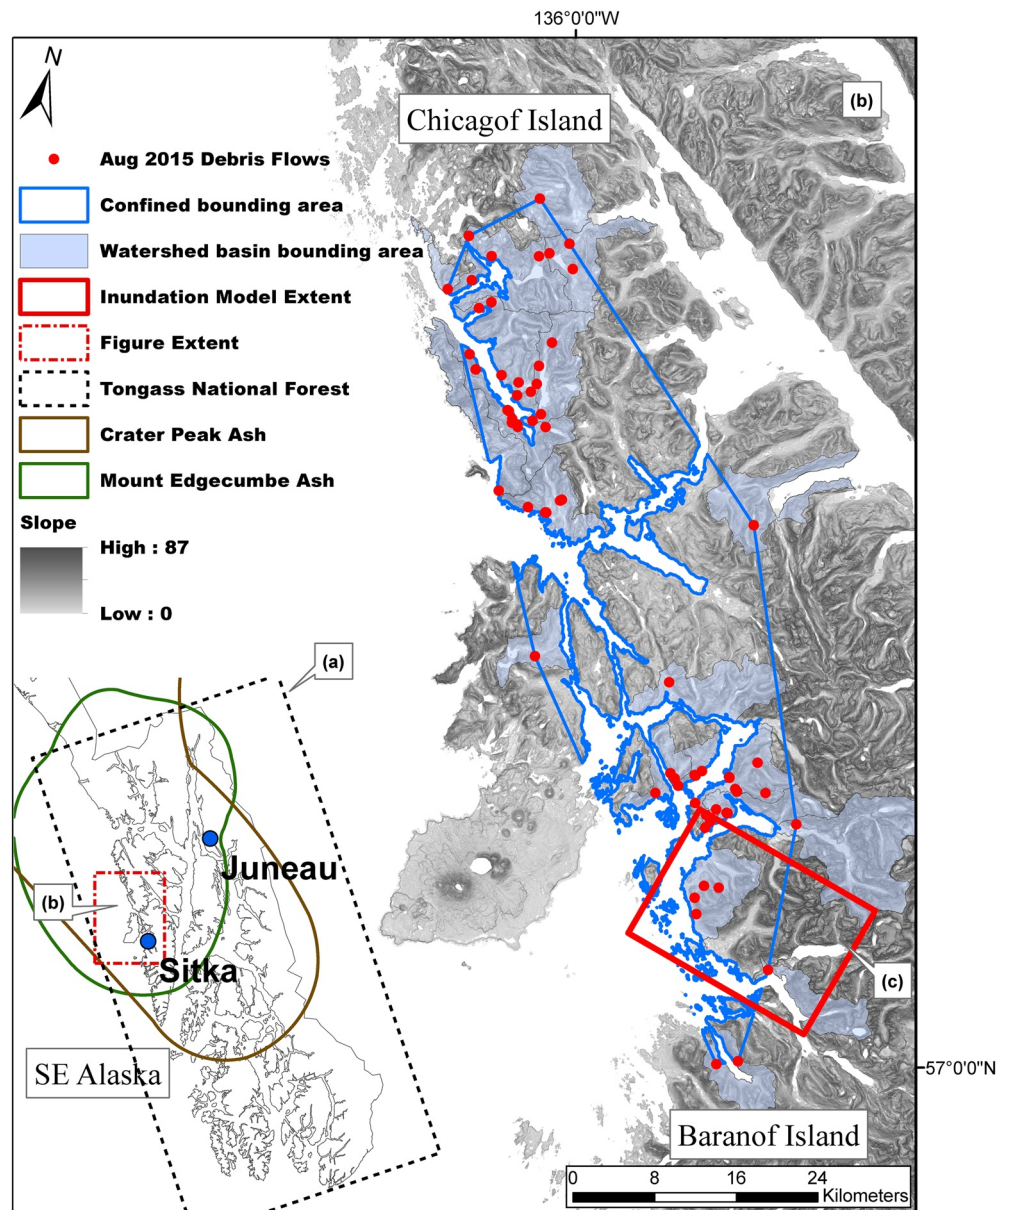 136°0'0"W
N
(b)
Chicagof Island
Aug 2015 Debris Flows
Confined bounding area
Watershed basin bounding area
Inundation Model Extent
Figure Extent
Tongass National Forest
Crater Peak Ash
Mount Edgecumbe Ash
Slope
High : 87
Low : 0
(a)
Juneau
(b)
Sitka
(c)
SE Alaska
57°0'0"N
Baranof Island
0 8 16 24
Kilometers